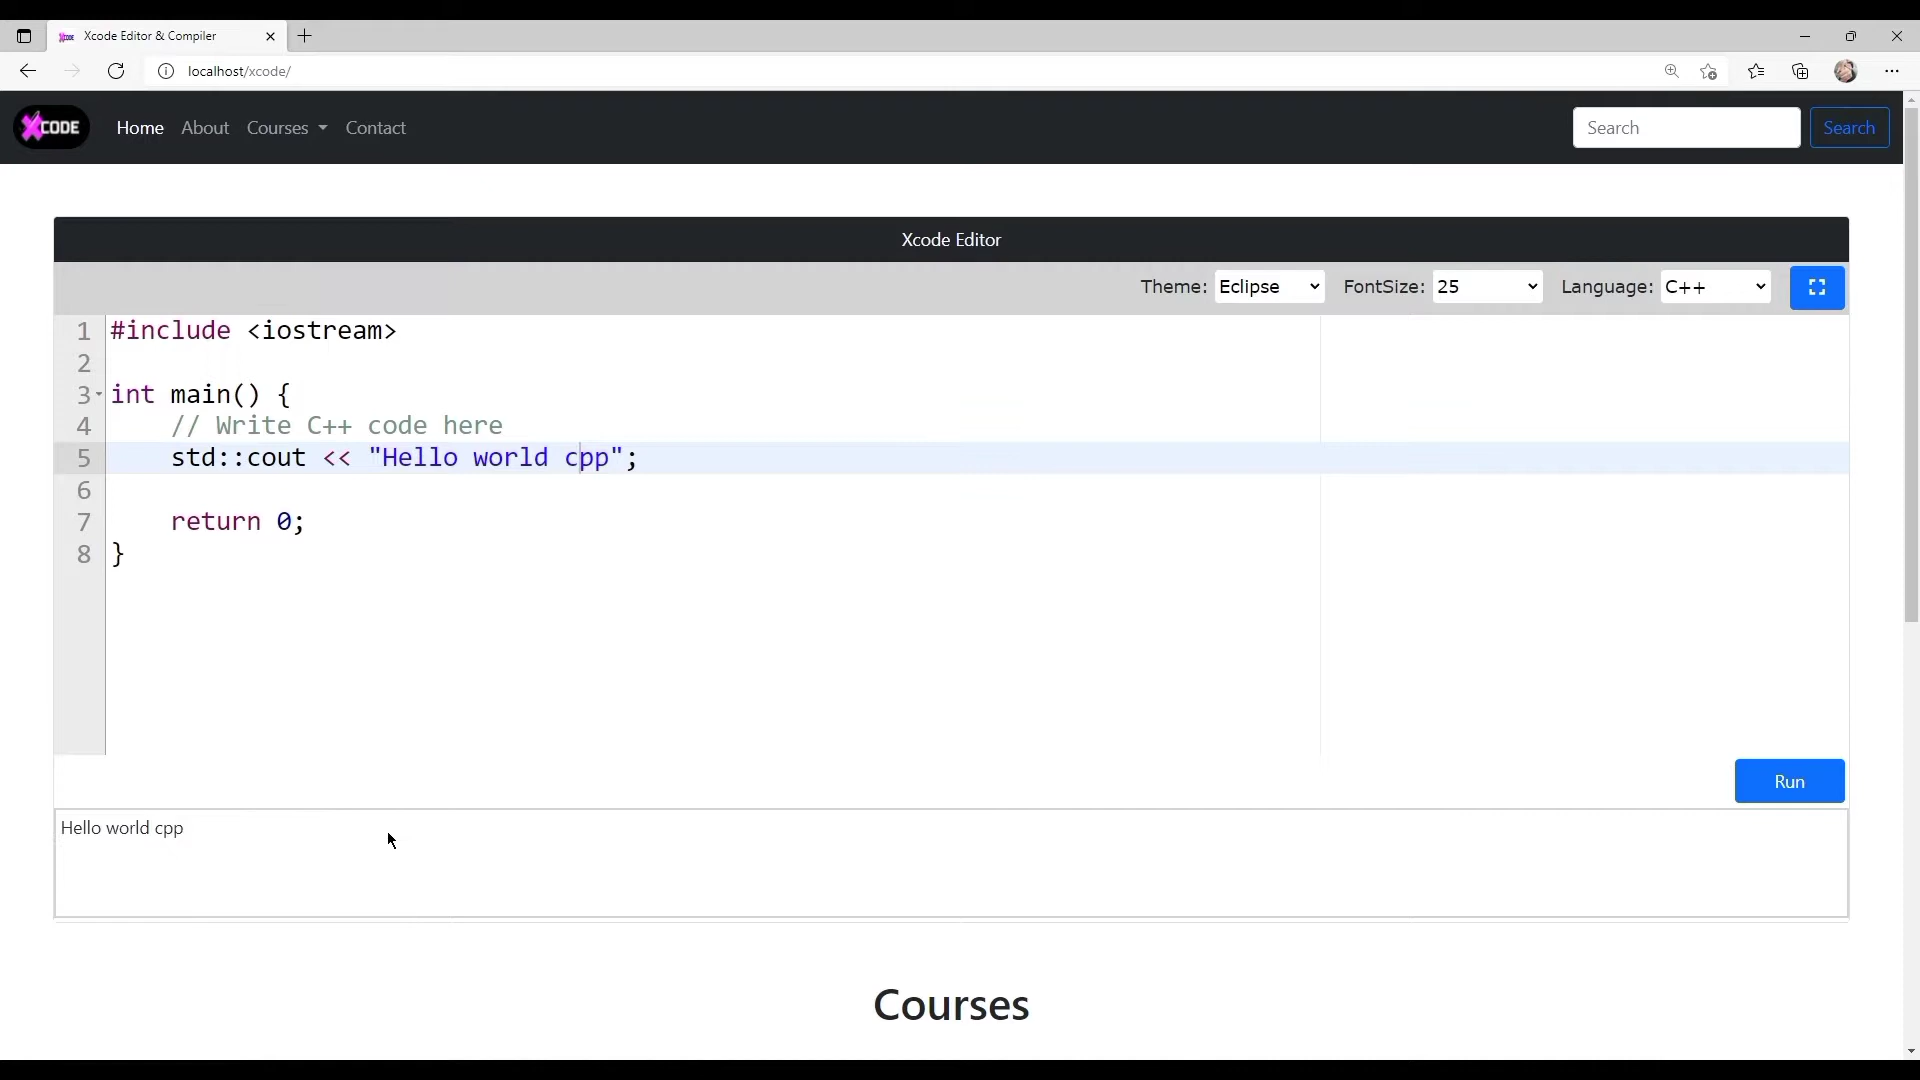 Xcode Editor & Compiler
localhost/xcode/
XCODE Home About Courses Contact Search Search
Xcode Editor
Theme: Eclipse FontSize: 25 Language: C++
1 #include <iostream>
2
3 int main() {
4     // Write C++ code here
5     std::cout << "Hello world cpp";
6
7     return 0;
8 }
Run
Hello world cpp
Courses